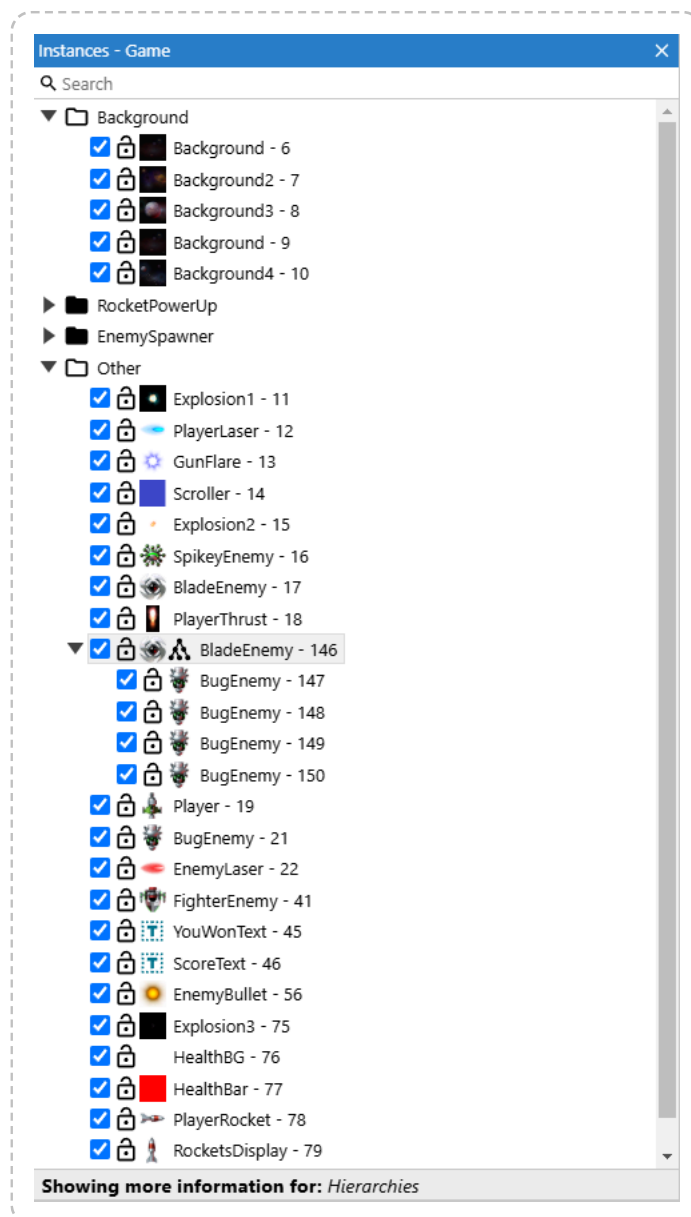 Instances - Game
Search
Background
Background - 6
Background2 - 7
Background3 - 8
Background - 9
Background4 - 10
RocketPowerUp
EnemySpawner
Other
Explosion1 - 11
PlayerLaser - 12
GunFlare - 13
Scroller - 14
Explosion2 - 15
SpikeyEnemy - 16
BladeEnemy - 17
PlayerThrust - 18
BladeEnemy - 146
BugEnemy - 147
BugEnemy - 148
BugEnemy - 149
BugEnemy - 150
Player - 19
BugEnemy - 21
EnemyLaser - 22
FighterEnemy - 41
YouWonText - 45
ScoreText - 46
EnemyBullet - 56
Explosion3 - 75
HealthBG - 76
HealthBar - 77
PlayerRocket - 78
RocketsDisplay - 79
Showing more information for: Hierarchies